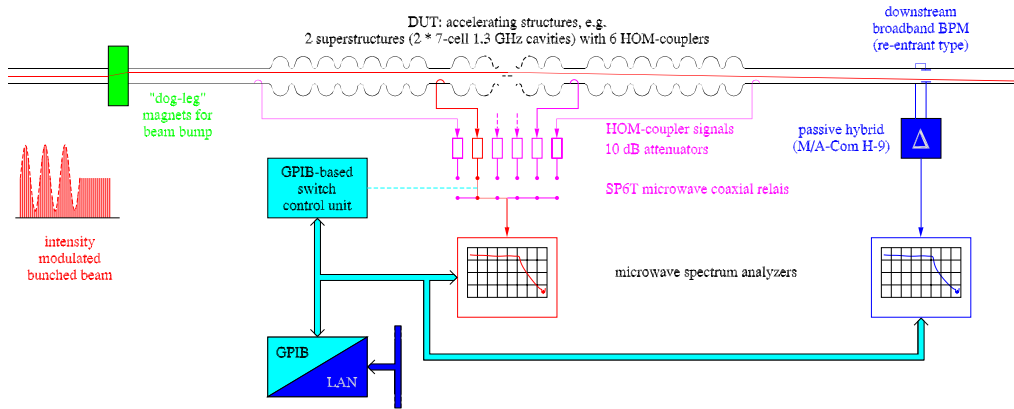 DUT: accelerating structures, e.g.
2 superstructures (2 * 7-cell 1.3 GHz cavities) with 6 HOM-couplers
downstream
broadband BPM
(re-entrant type)
"dog-leg"
magnets for
beam bump
HOM-coupler signals
10 dB attenuators
passive hybrid
(M/A-Com H-9)
Δ
GPIB-based
switch
control unit
SP6T microwave coaxial relais
intensity
modulated
bunched beam
microwave spectrum analyzers
GPIB
LAN